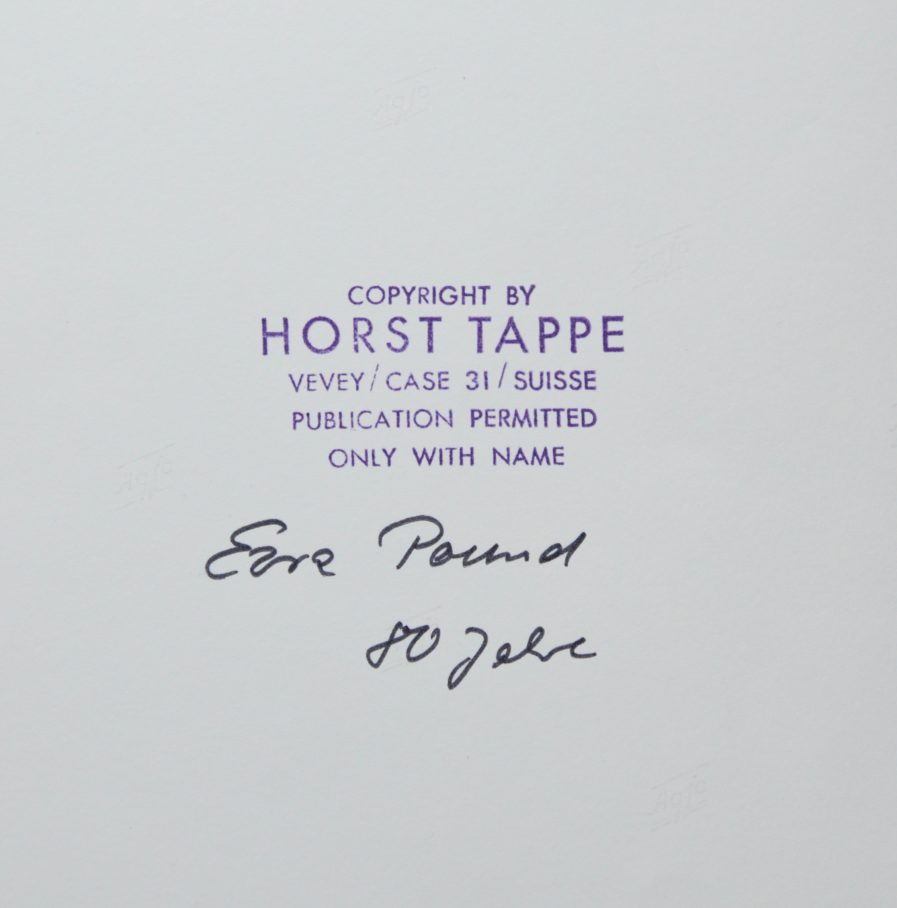 COPYRIGHT BY
HORST TAPPE
VEVEY/CASE 31/SUISSE
PUBLICATION PERMITTED
ONLY WITH NAME
Ezra Pound
80 Jahre